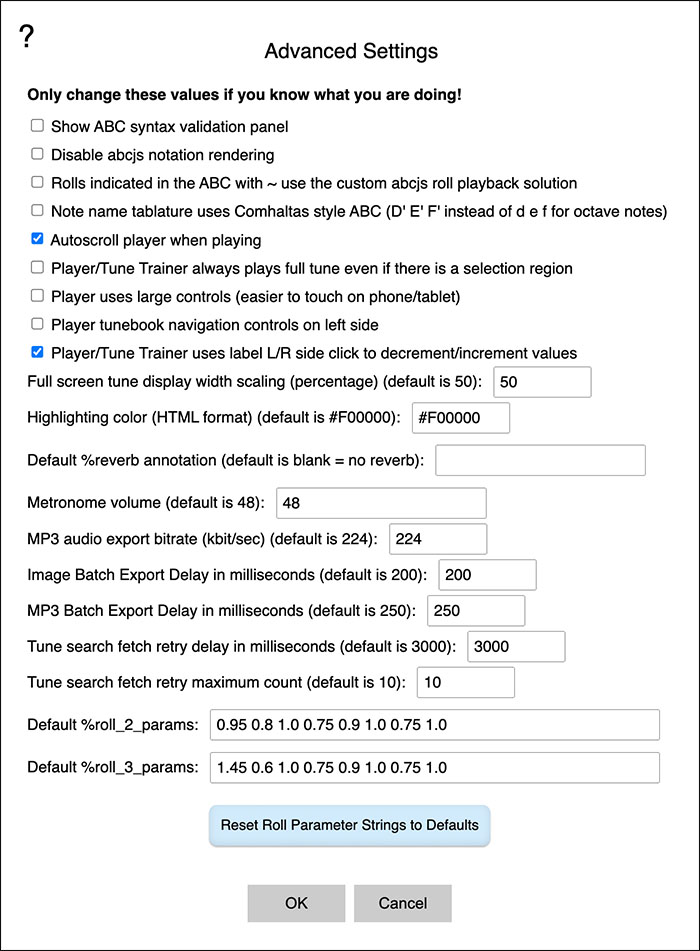 ?
Advanced Settings
Only change these values if you know what you are doing!
Show ABC syntax validation panel
Disable abcjs notation rendering
Rolls indicated in the ABC with ~ use the custom abcjs roll playback solution
Note name tablature uses Comhaltas style ABC (D' E' F' instead of d e f for octave notes)
Autoscroll player when playing
Player/Tune Trainer always plays full tune even if there is a selection region
Player uses large controls (easier to touch on phone/tablet)
Player tunebook navigation controls on left side
Player/Tune Trainer uses label L/R side click to decrement/increment values
Full screen tune display width scaling (percentage) (default is 50): 50
Highlighting color (HTML format) (default is #F00000): #F00000
Default %reverb annotation (default is blank = no reverb):
Metronome volume (default is 48): 48
MP3 audio export bitrate (kbit/sec) (default is 224): 224
Image Batch Export Delay in milliseconds (default is 200): 200
MP3 Batch Export Delay in milliseconds (default is 250): 250
Tune search fetch retry delay in milliseconds (default is 3000): 3000
Tune search fetch retry maximum count (default is 10): 10
Default %roll_2_params: 0.95 0.8 1.0 0.75 0.9 1.0 0.75 1.0
Default %roll_3_params: 1.45 0.6 1.0 0.75 0.9 1.0 0.75 1.0
Reset Roll Parameter Strings to Defaults
OK Cancel